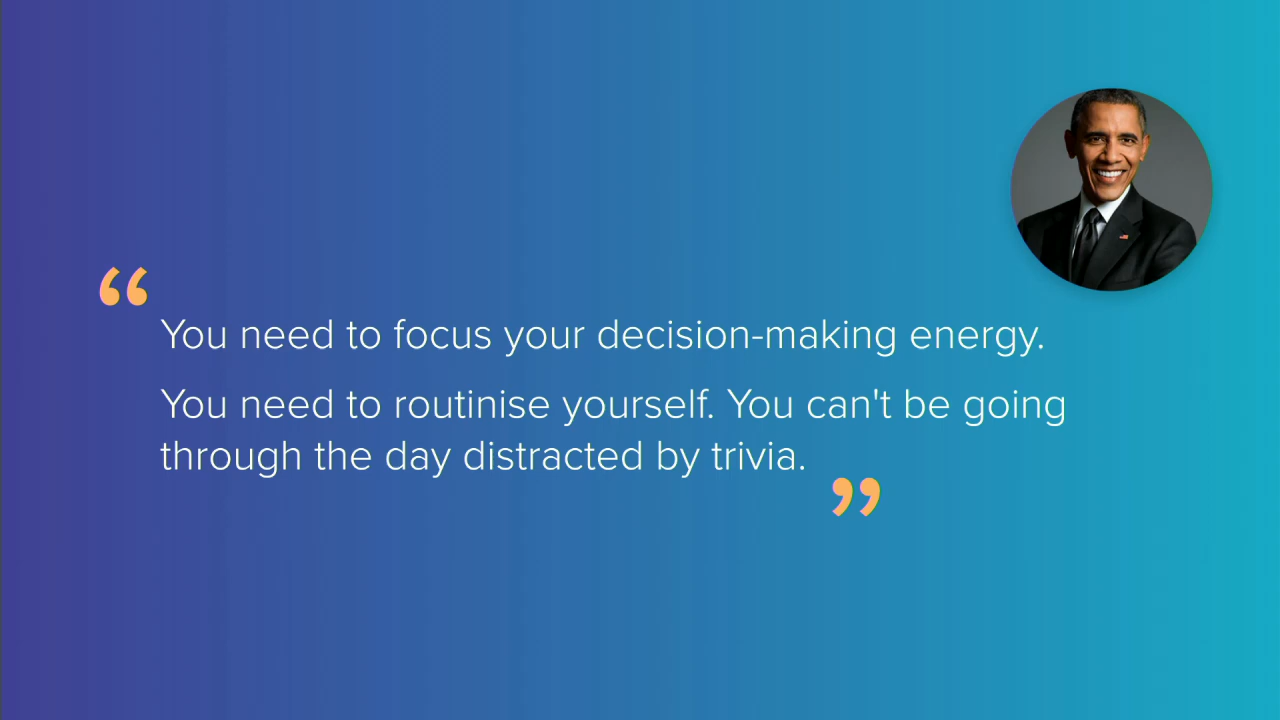 “You need to focus your decision-making energy.
You need to routinise yourself. You can't be going
through the day distracted by trivia.”